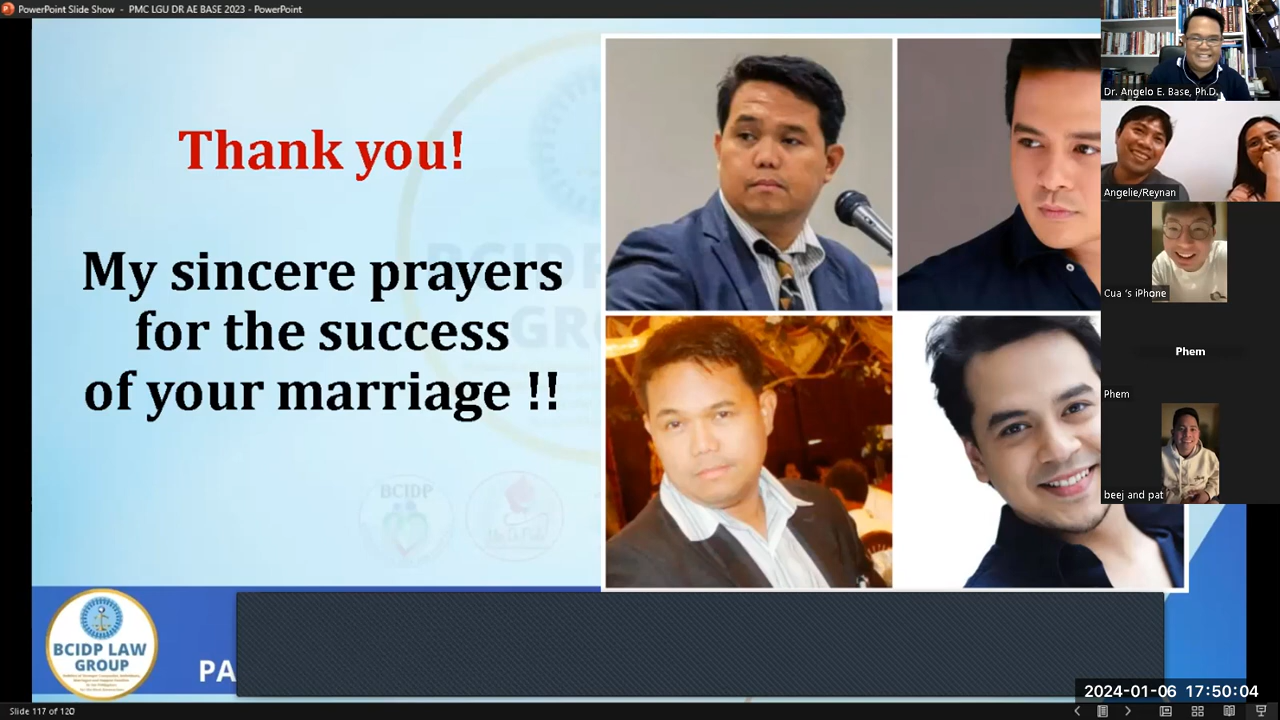 PowerPoint Slide Show - PMC LGU DR AE BASE 2023 - PowerPoint
Thank you!
My sincere prayers
for the success
of your marriage !!
Dr. Angelo E. Base, Ph.D.
Angelie/Reynan
Cua 's iPhone
Phem
Phem
beej and pat
BCIDP
BCIDP LAW
GROUP
PA
2024-01-06 17:50:04
Slide 117 of 120